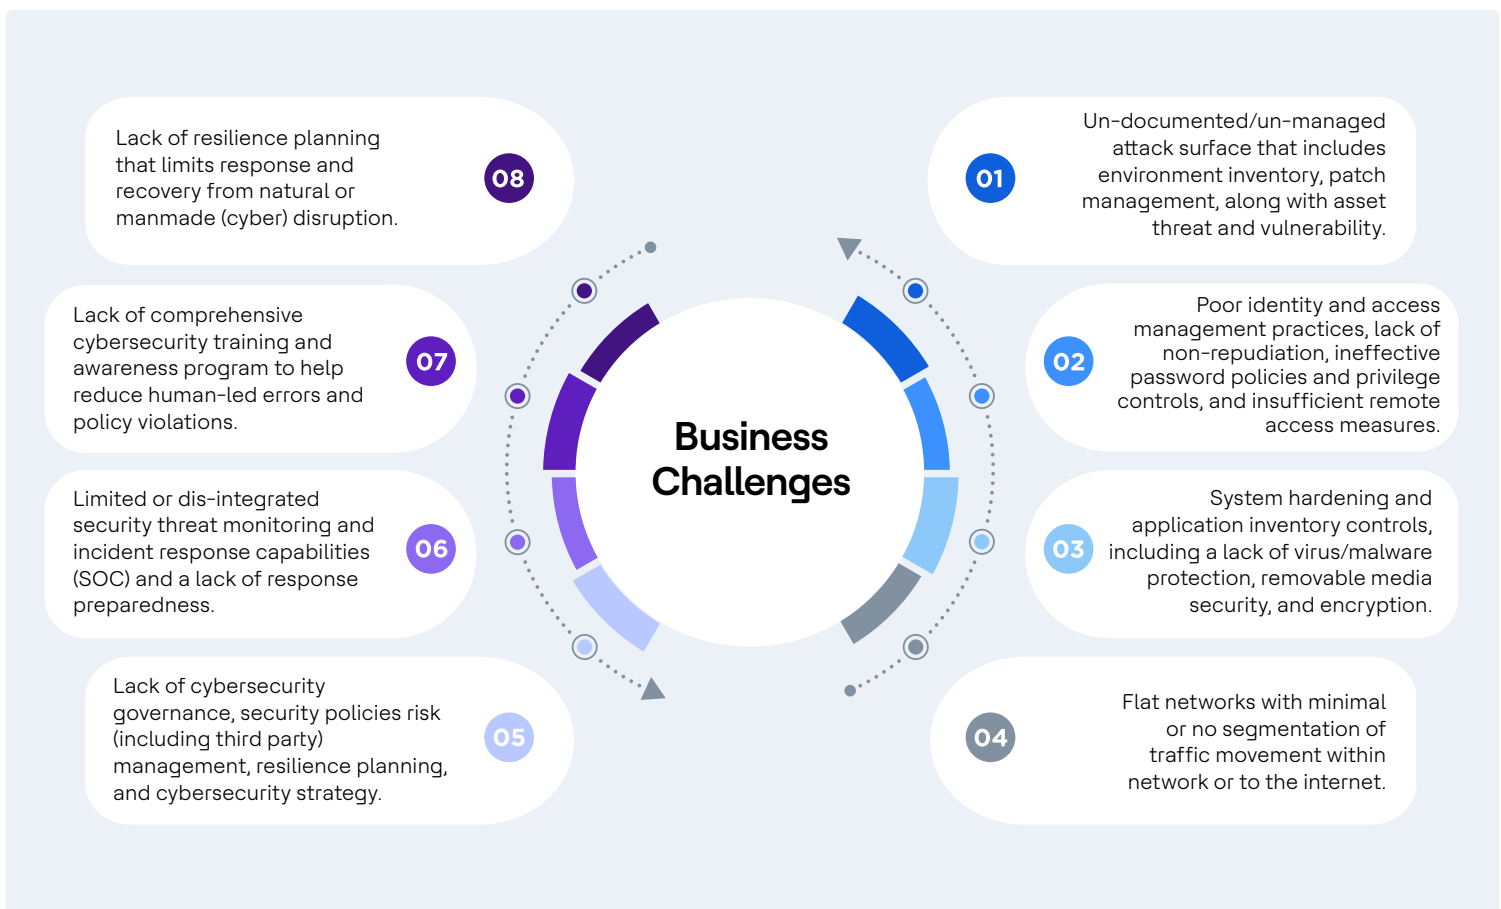 Business
Challenges
01
Un-documented/un-managed
attack surface that includes
environment inventory, patch
management, along with asset
threat and vulnerability.
02
Poor identity and access
management practices, lack of
non-repudiation, ineffective
password policies and privilege
controls, and insufficient remote
access measures.
03
System hardening and
application inventory controls,
including a lack of virus/malware
protection, removable media
security, and encryption.
04
Flat networks with minimal
or no segmentation of
traffic movement within
network or to the internet.
Lack of cybersecurity
governance, security policies risk
(including third party)
management, resilience planning,
and cybersecurity strategy.
05
Limited or dis-integrated
security threat monitoring and
incident response capabilities
(SOC) and a lack of response
preparedness.
06
Lack of comprehensive
cybersecurity training and
awareness program to help
reduce human-led errors and
policy violations.
07
Lack of resilience planning
that limits response and
recovery from natural or
manmade (cyber) disruption.
08